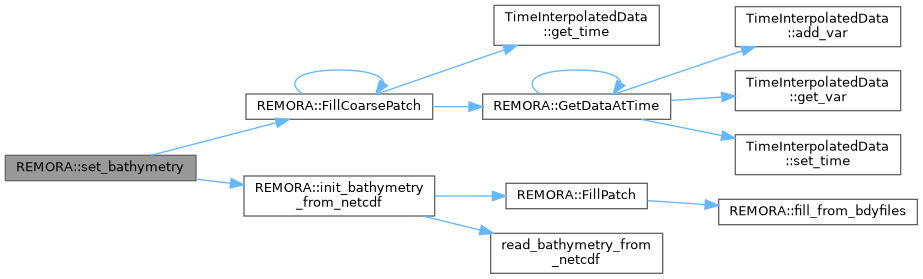 REMORA::set_bathymetry
REMORA::FillCoarsePatch
TimeInterpolatedData
::get_time
REMORA::GetDataAtTime
TimeInterpolatedData
::add_var
TimeInterpolatedData
::get_var
TimeInterpolatedData
::set_time
REMORA::init_bathymetry
_from_netcdf
REMORA::FillPatch
REMORA::fill_from_bdyfiles
read_bathymetry_from
_netcdf